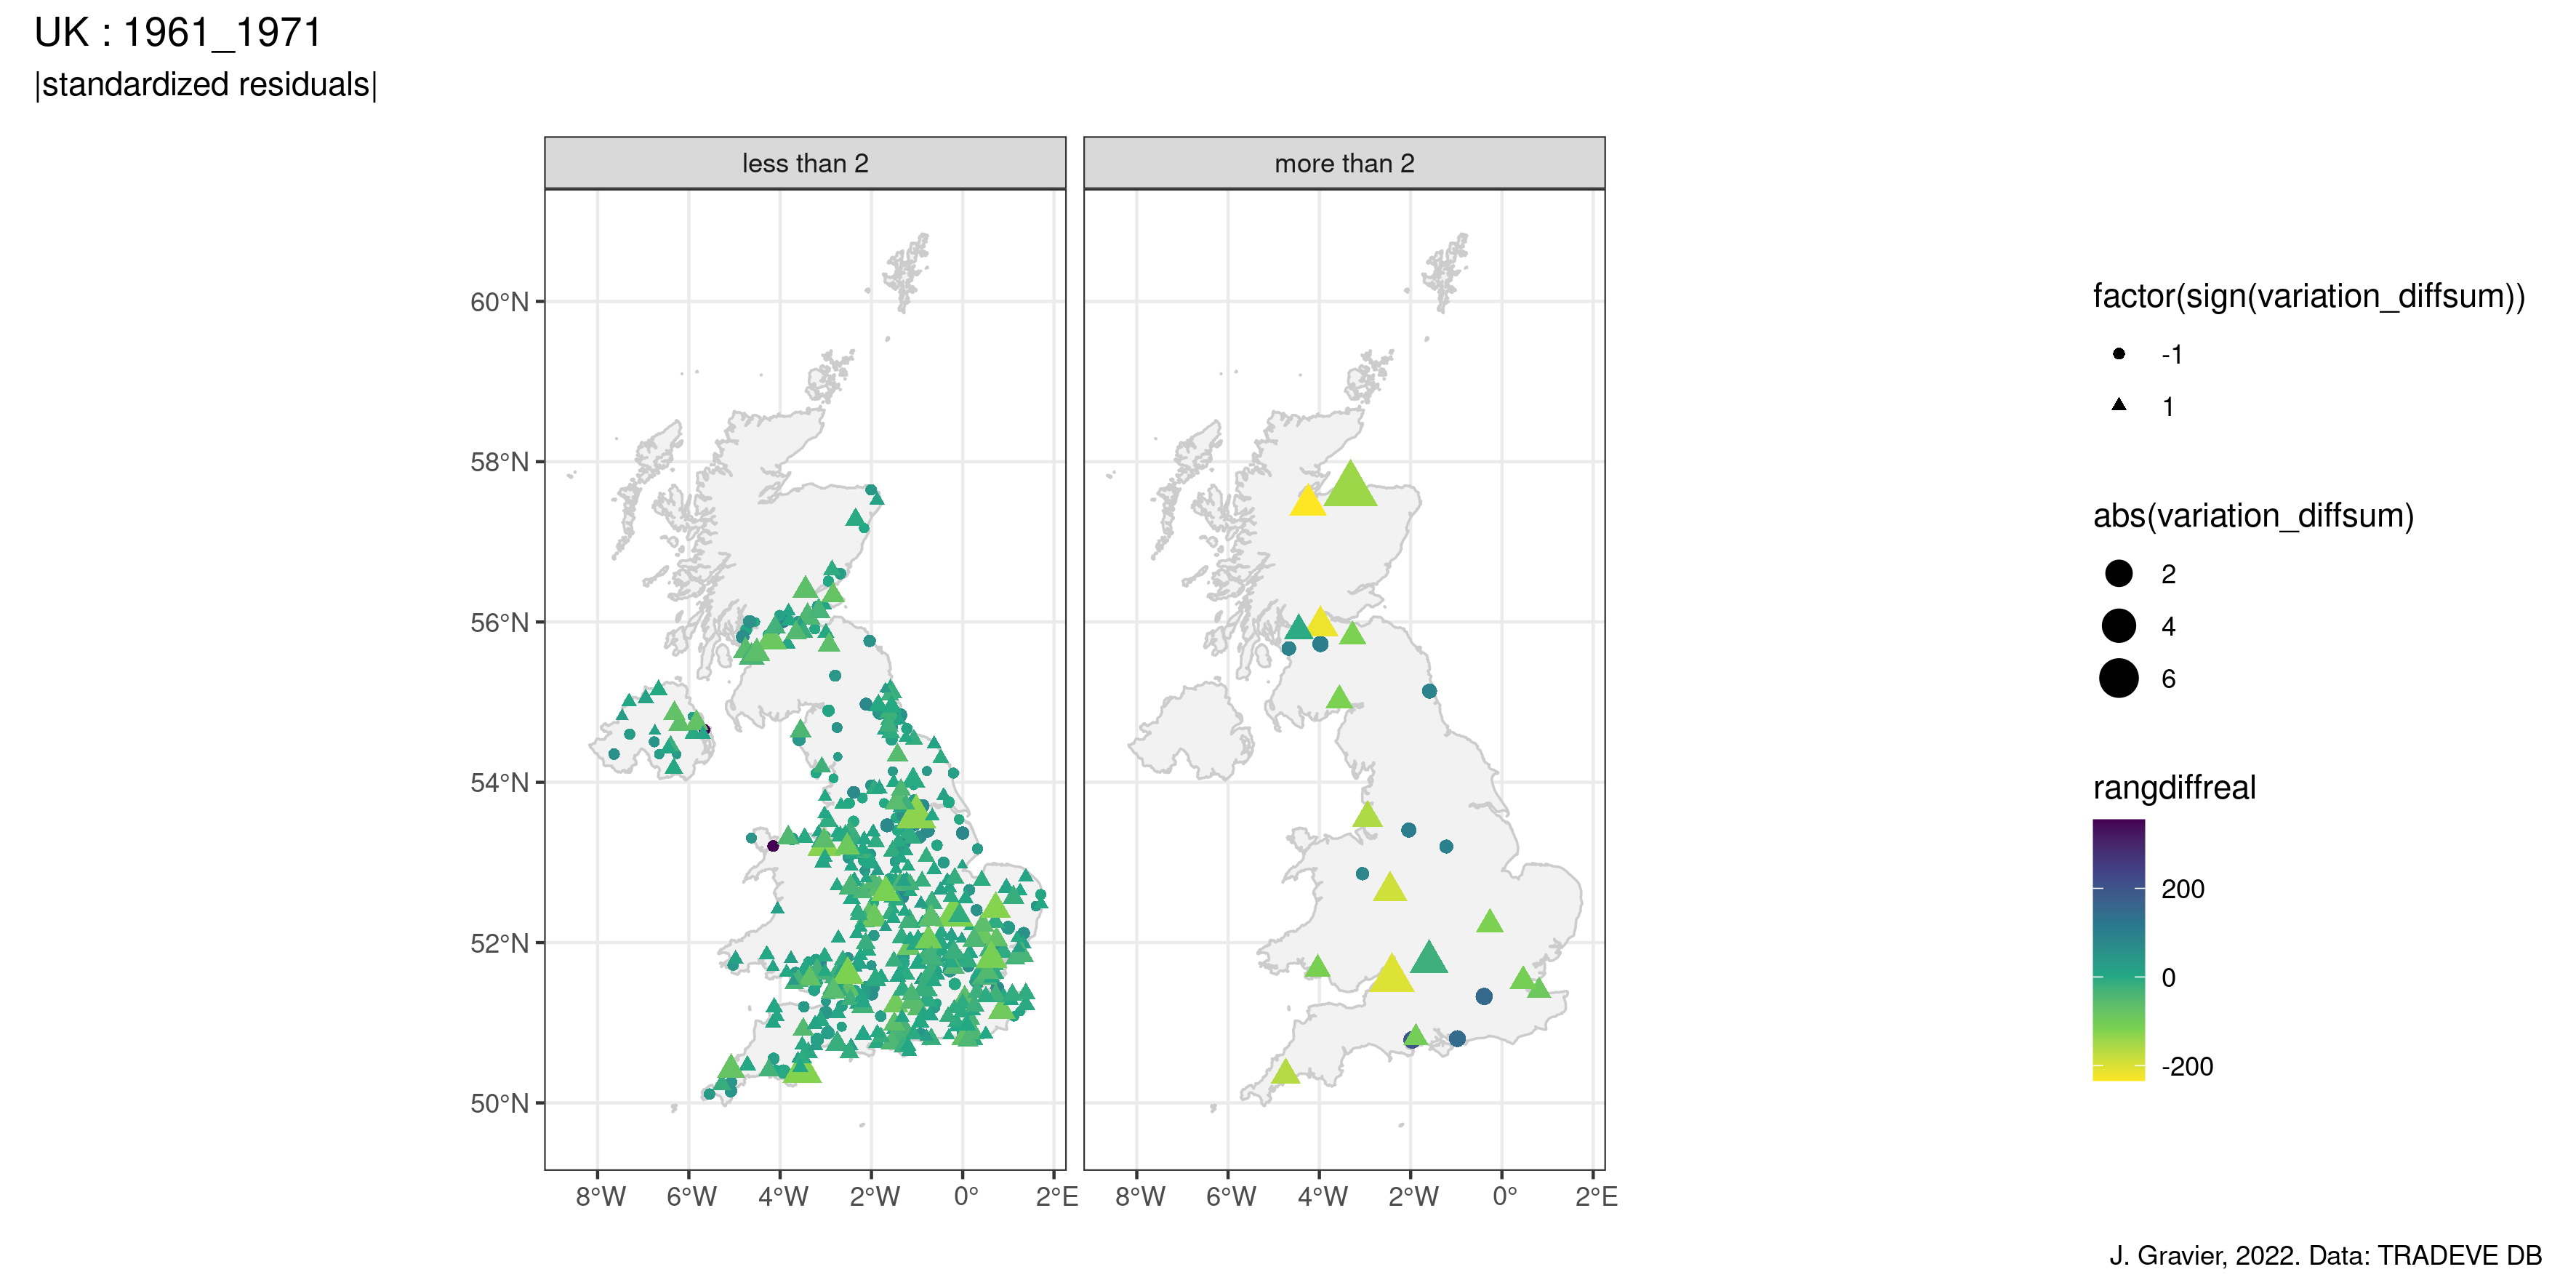 UK : 1961_1971
|standardized residuals|
less than 2
more than 2
60°N
58°N
56°N
54°N
52°N
50°N
8°W 6°W 4°W 2°W 0° 2°E
8°W 6°W 4°W 2°W 0° 2°E
factor(sign(variation_diffsum))
-1
1
abs(variation_diffsum)
2
4
6
rangdiffreal
200
0
-200
J. Gravier, 2022. Data: TRADEVE DB